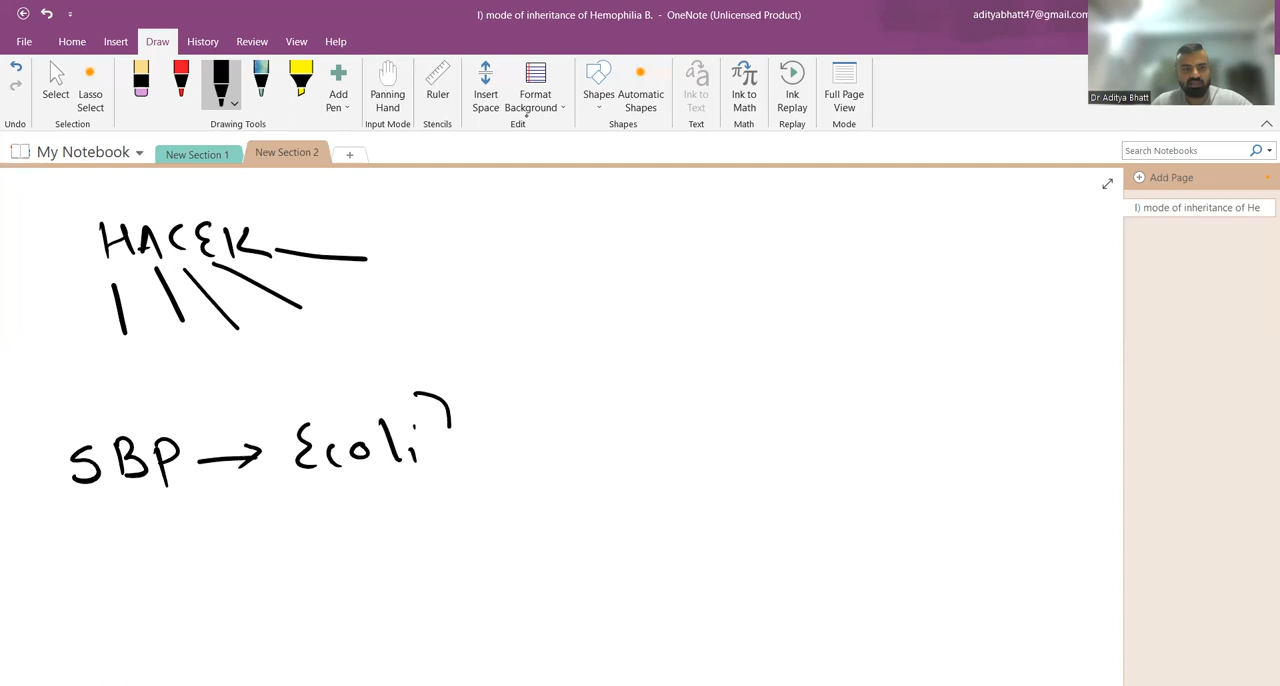 I) mode of inheritance of Hemophilia B. - OneNote (Unlicensed Product)
adityabhatt47@gmail.com
File Home Insert Draw History Review View Help
Select
Lasso Select
Add Pen
Panning Hand
Ruler
Insert Space
Format Background
Shapes
Automatic Shapes
Ink to Text
Ink to Math
Ink Replay
Full Page View
Undo Selection Drawing Tools Input Mode Stencils Edit Shapes Text Math Replay Mode
Dr Aditya Bhatt
My Notebook New Section 1 New Section 2
Search Notebooks
Add Page
I) mode of inheritance of He
HACEK
SBP → Ecoli